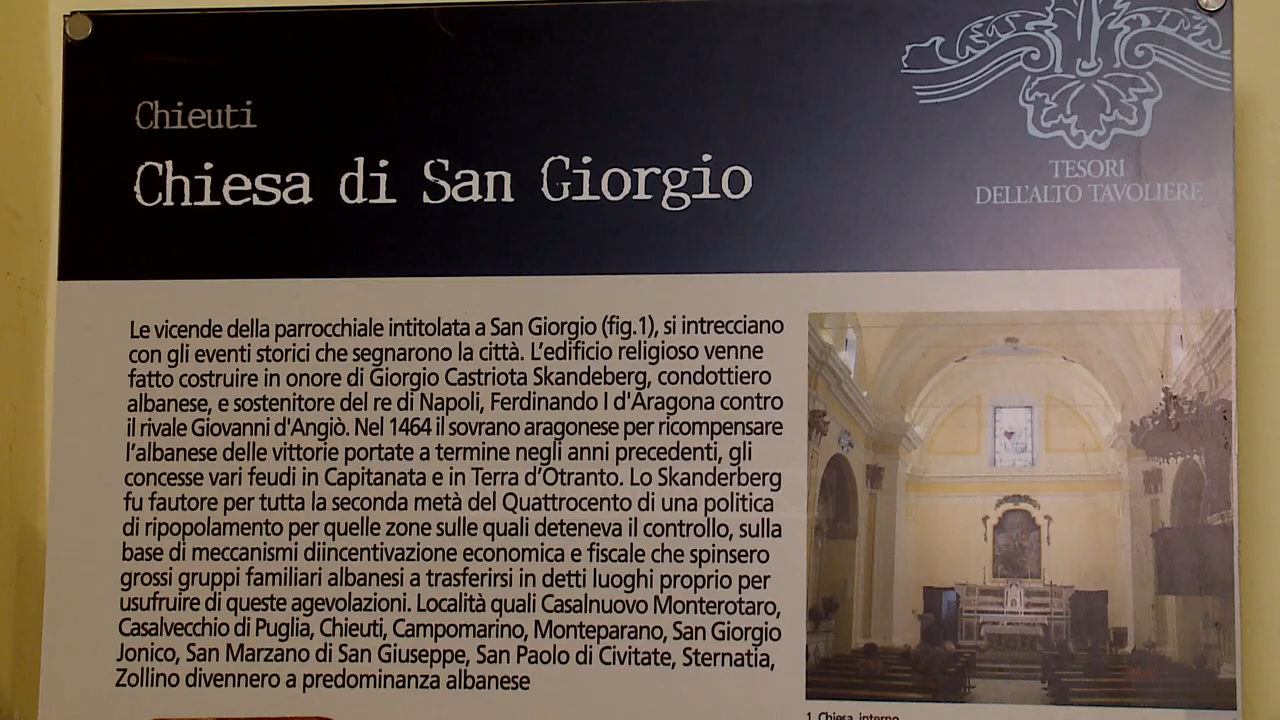 Chieuti
Chiesa di San Giorgio
TESORI
DELL'ALTO TAVOLIERE
Le vicende della parrocchiale intitolata a San Giorgio (fig.1), si intrecciano
con gli eventi storici che segnarono la città. L'edificio religioso venne
fatto costruire in onore di Giorgio Castriota Skandeberg, condottiero
albanese, e sostenitore del re di Napoli, Ferdinando I d'Aragona contro
il rivale Giovanni d'Angiò. Nel 1464 il sovrano aragonese per ricompensare
l'albanese delle vittorie portate a termine negli anni precedenti, gli
concesse vari feudi in Capitanata e in Terra d'Otranto. Lo Skanderberg
fu fautore per tutta la seconda metà del Quattrocento di una politica
di ripopolamento per quelle zone sulle quali deteneva il controllo, sulla
base di meccanismi diincentivazione economica e fiscale che spinsero
grossi gruppi familiari albanesi a trasferirsi in detti luoghi proprio per
usufruire di queste agevolazioni. Località quali Casalnuovo Monterotaro,
Casalvecchio di Puglia, Chieuti, Campomarino, Monteparano, San Giorgio
Jonico, San Marzano di San Giuseppe, San Paolo di Civitate, Sternatia,
Zollino divennero a predominanza albanese
1. Chiesa, interno